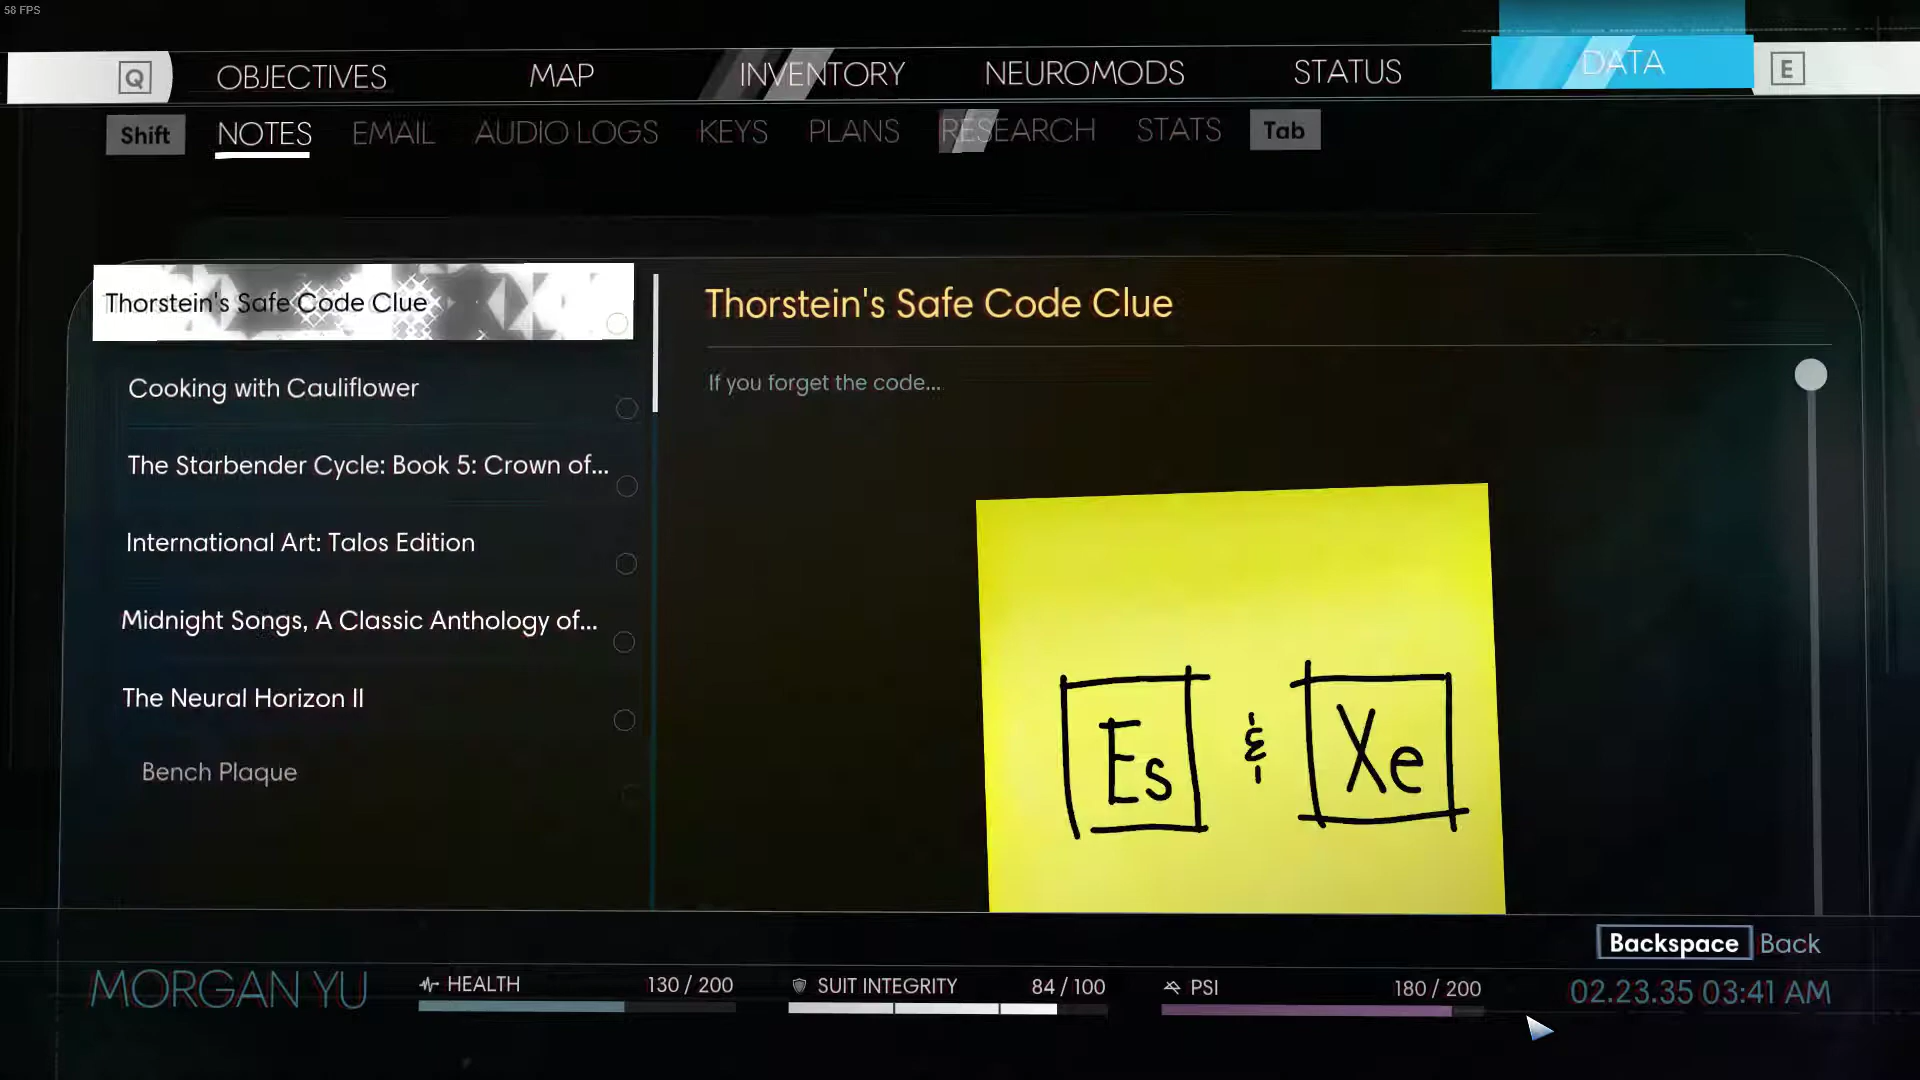 58 FPS
Q OBJECTIVES MAP INVENTORY NEUROMODS STATUS DATA E
Shift NOTES EMAIL AUDIO LOGS KEYS PLANS RESEARCH STATS Tab
Thorstein's Safe Code Clue
Cooking with Cauliflower
The Starbender Cycle: Book 5: Crown of...
International Art: Talos Edition
Midnight Songs, A Classic Anthology of...
The Neural Horizon II
Bench Plaque
Thorstein's Safe Code Clue
If you forget the code...
Es & Xe
Backspace Back
MORGAN YU HEALTH 130 / 200 SUIT INTEGRITY 84 / 100 PSI 180 / 200 02.23.35 03:41 AM